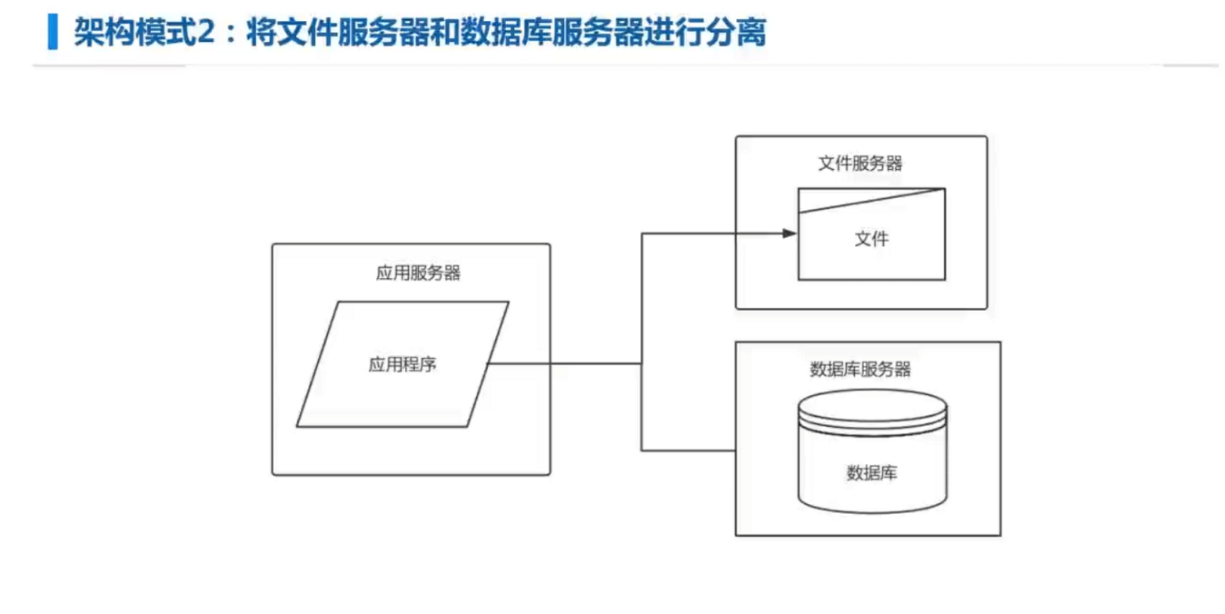 架构模式2：将文件服务器和数据库服务器进行分离
文件服务器
文件
应用服务器
应用程序
数据库服务器
数据库